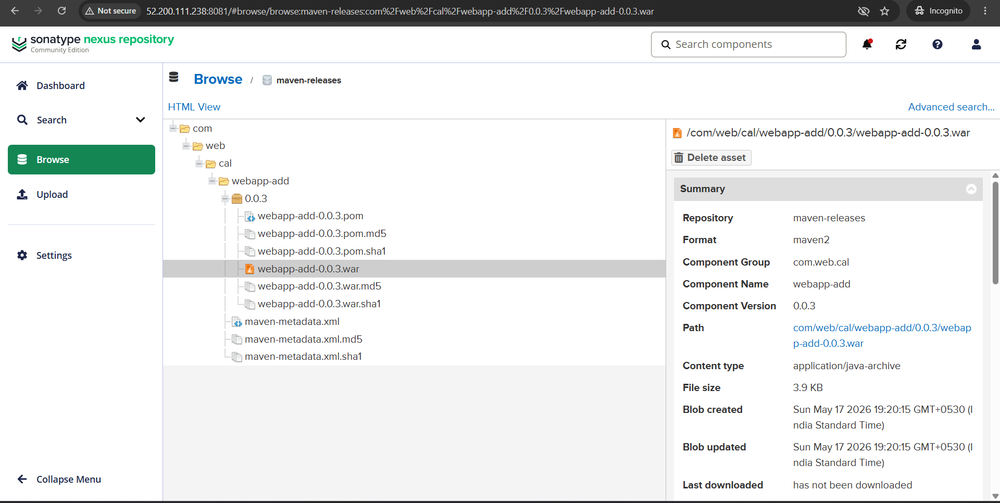 Not secure
52.200.111.238:8081/#browse/browse:maven-releases:com%2Fweb%2Fcal%2Fwebapp-add%2F0.0.3%2Fwebapp-add-0.0.3.war
Incognito
sonatype nexus repository
Community Edition
Search components
Dashboard
Search
Browse
Upload
Settings
Collapse Menu
Browse / maven-releases
HTML View
Advanced search...
com
web
cal
webapp-add
0.0.3
webapp-add-0.0.3.pom
webapp-add-0.0.3.pom.md5
webapp-add-0.0.3.pom.sha1
webapp-add-0.0.3.war
webapp-add-0.0.3.war.md5
webapp-add-0.0.3.war.sha1
maven-metadata.xml
maven-metadata.xml.md5
maven-metadata.xml.sha1
/com/web/cal/webapp-add/0.0.3/webapp-add-0.0.3.war
Delete asset
Summary
Repository maven-releases
Format maven2
Component Group com.web.cal
Component Name webapp-add
Component Version 0.0.3
Path com/web/cal/webapp-add/0.0.3/webap
p-add-0.0.3.war
Content type application/java-archive
File size 3.9 KB
Blob created Sun May 17 2026 19:20:15 GMT+0530 (I
ndia Standard Time)
Blob updated Sun May 17 2026 19:20:15 GMT+0530 (I
ndia Standard Time)
Last downloaded has not been downloaded